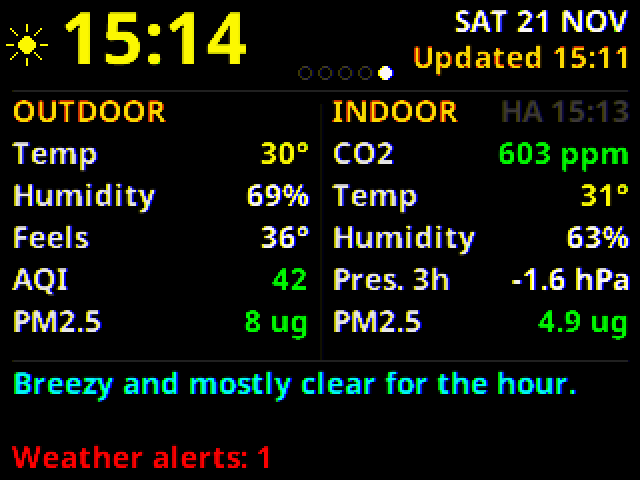 15:14
SAT 21 NOV
Updated 15:11
OUTDOOR
Temp 30°
Humidity 69%
Feels 36°
AQI 42
PM2.5 8 ug
INDOOR HA 15:13
CO2 603 ppm
Temp 31°
Humidity 63%
Pres. 3h -1.6 hPa
PM2.5 4.9 ug
Breezy and mostly clear for the hour.
Weather alerts: 1